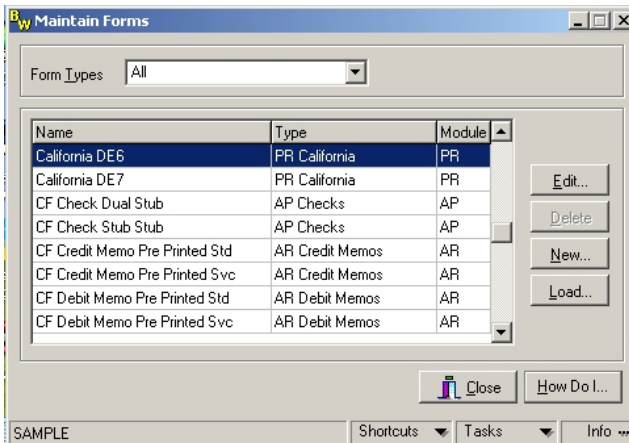 BW Maintain Forms
Form Types All
Name Type Module
California DE6 PR California PR
California DE7 PR California PR
CF Check Dual Stub AP Checks AP
CF Check Stub Stub AP Checks AP
CF Credit Memo Pre Printed Std AR Credit Memos AR
CF Credit Memo Pre Printed Svc AR Credit Memos AR
CF Debit Memo Pre Printed Std AR Debit Memos AR
CF Debit Memo Pre Printed Svc AR Debit Memos AR
Edit...
Delete
New...
Load...
Close How Do I...
SAMPLE Shortcuts Tasks Info ...